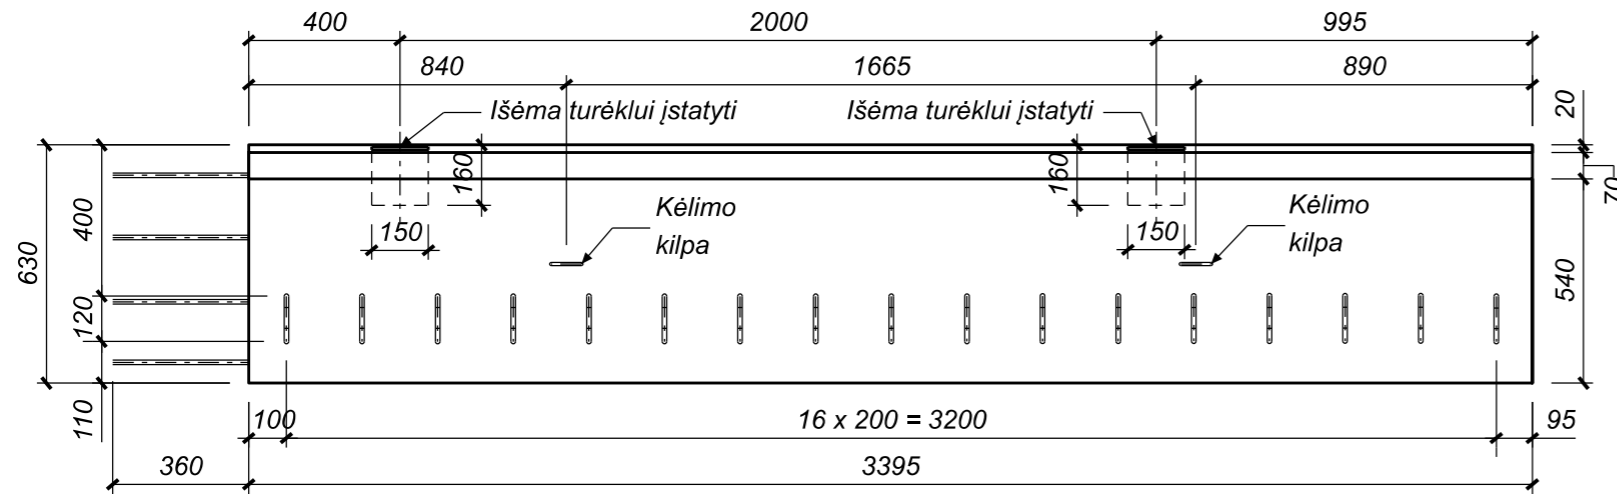 400 2000 995
840 1665 890
Išėma turėklui įstatyti Išėma turėklui įstatyti 20
160 160
70
Kėlimo Kėlimo
kilpa kilpa
150 150
400
630
540
120
110
100 16 x 200 = 3200 95
360 3395